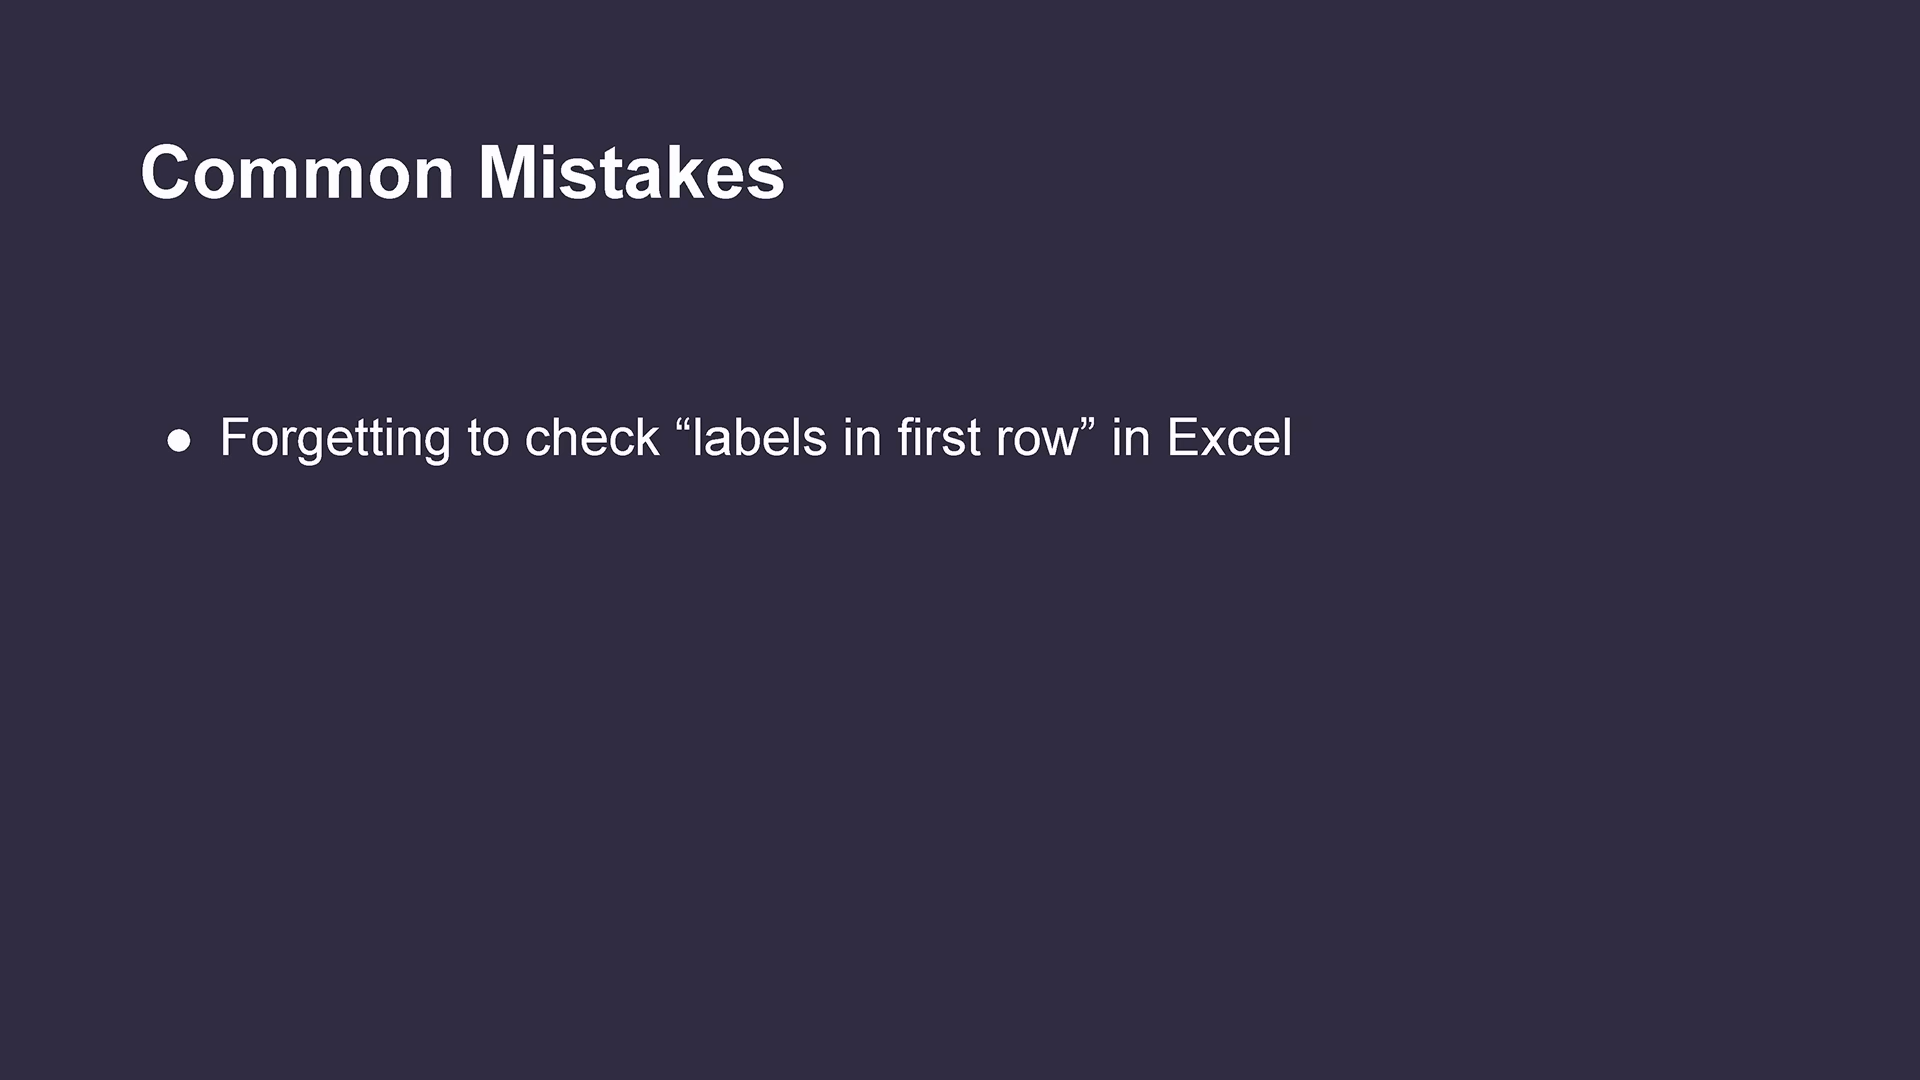 Common Mistakes
● Forgetting to check “labels in first row” in Excel